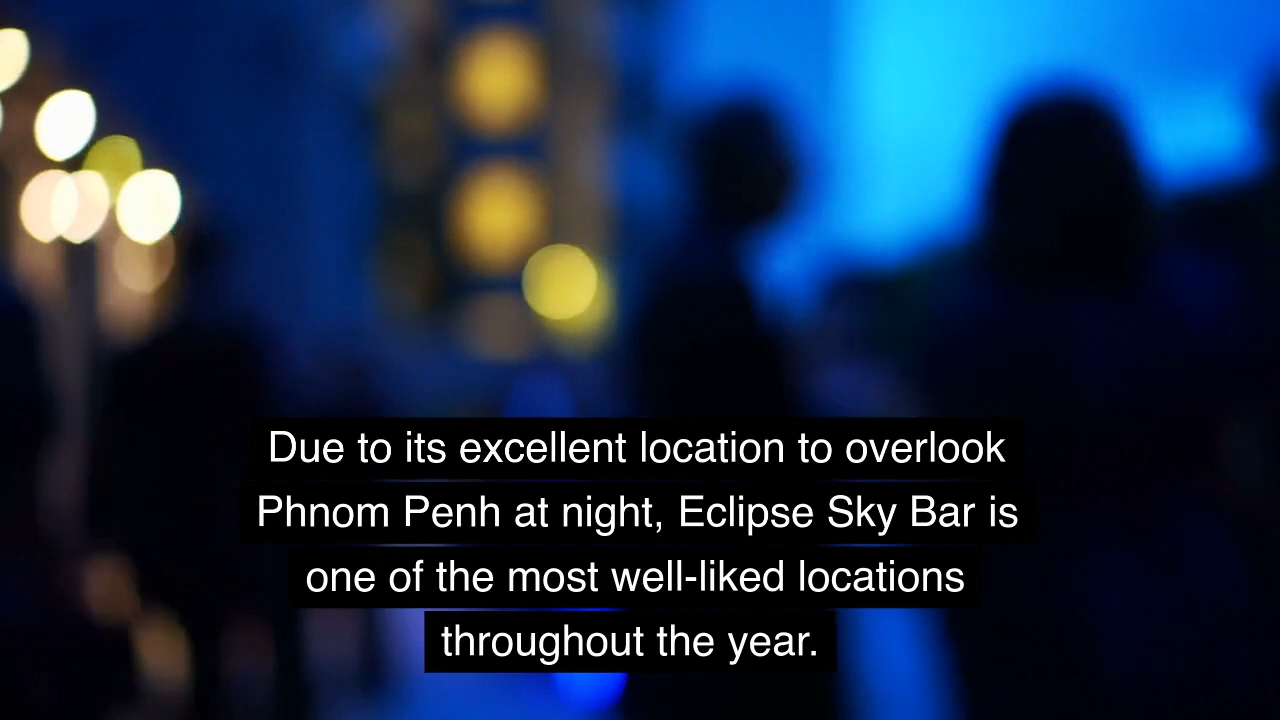 Due to its excellent location to overlook
Phnom Penh at night, Eclipse Sky Bar is
one of the most well-liked locations
throughout the year.